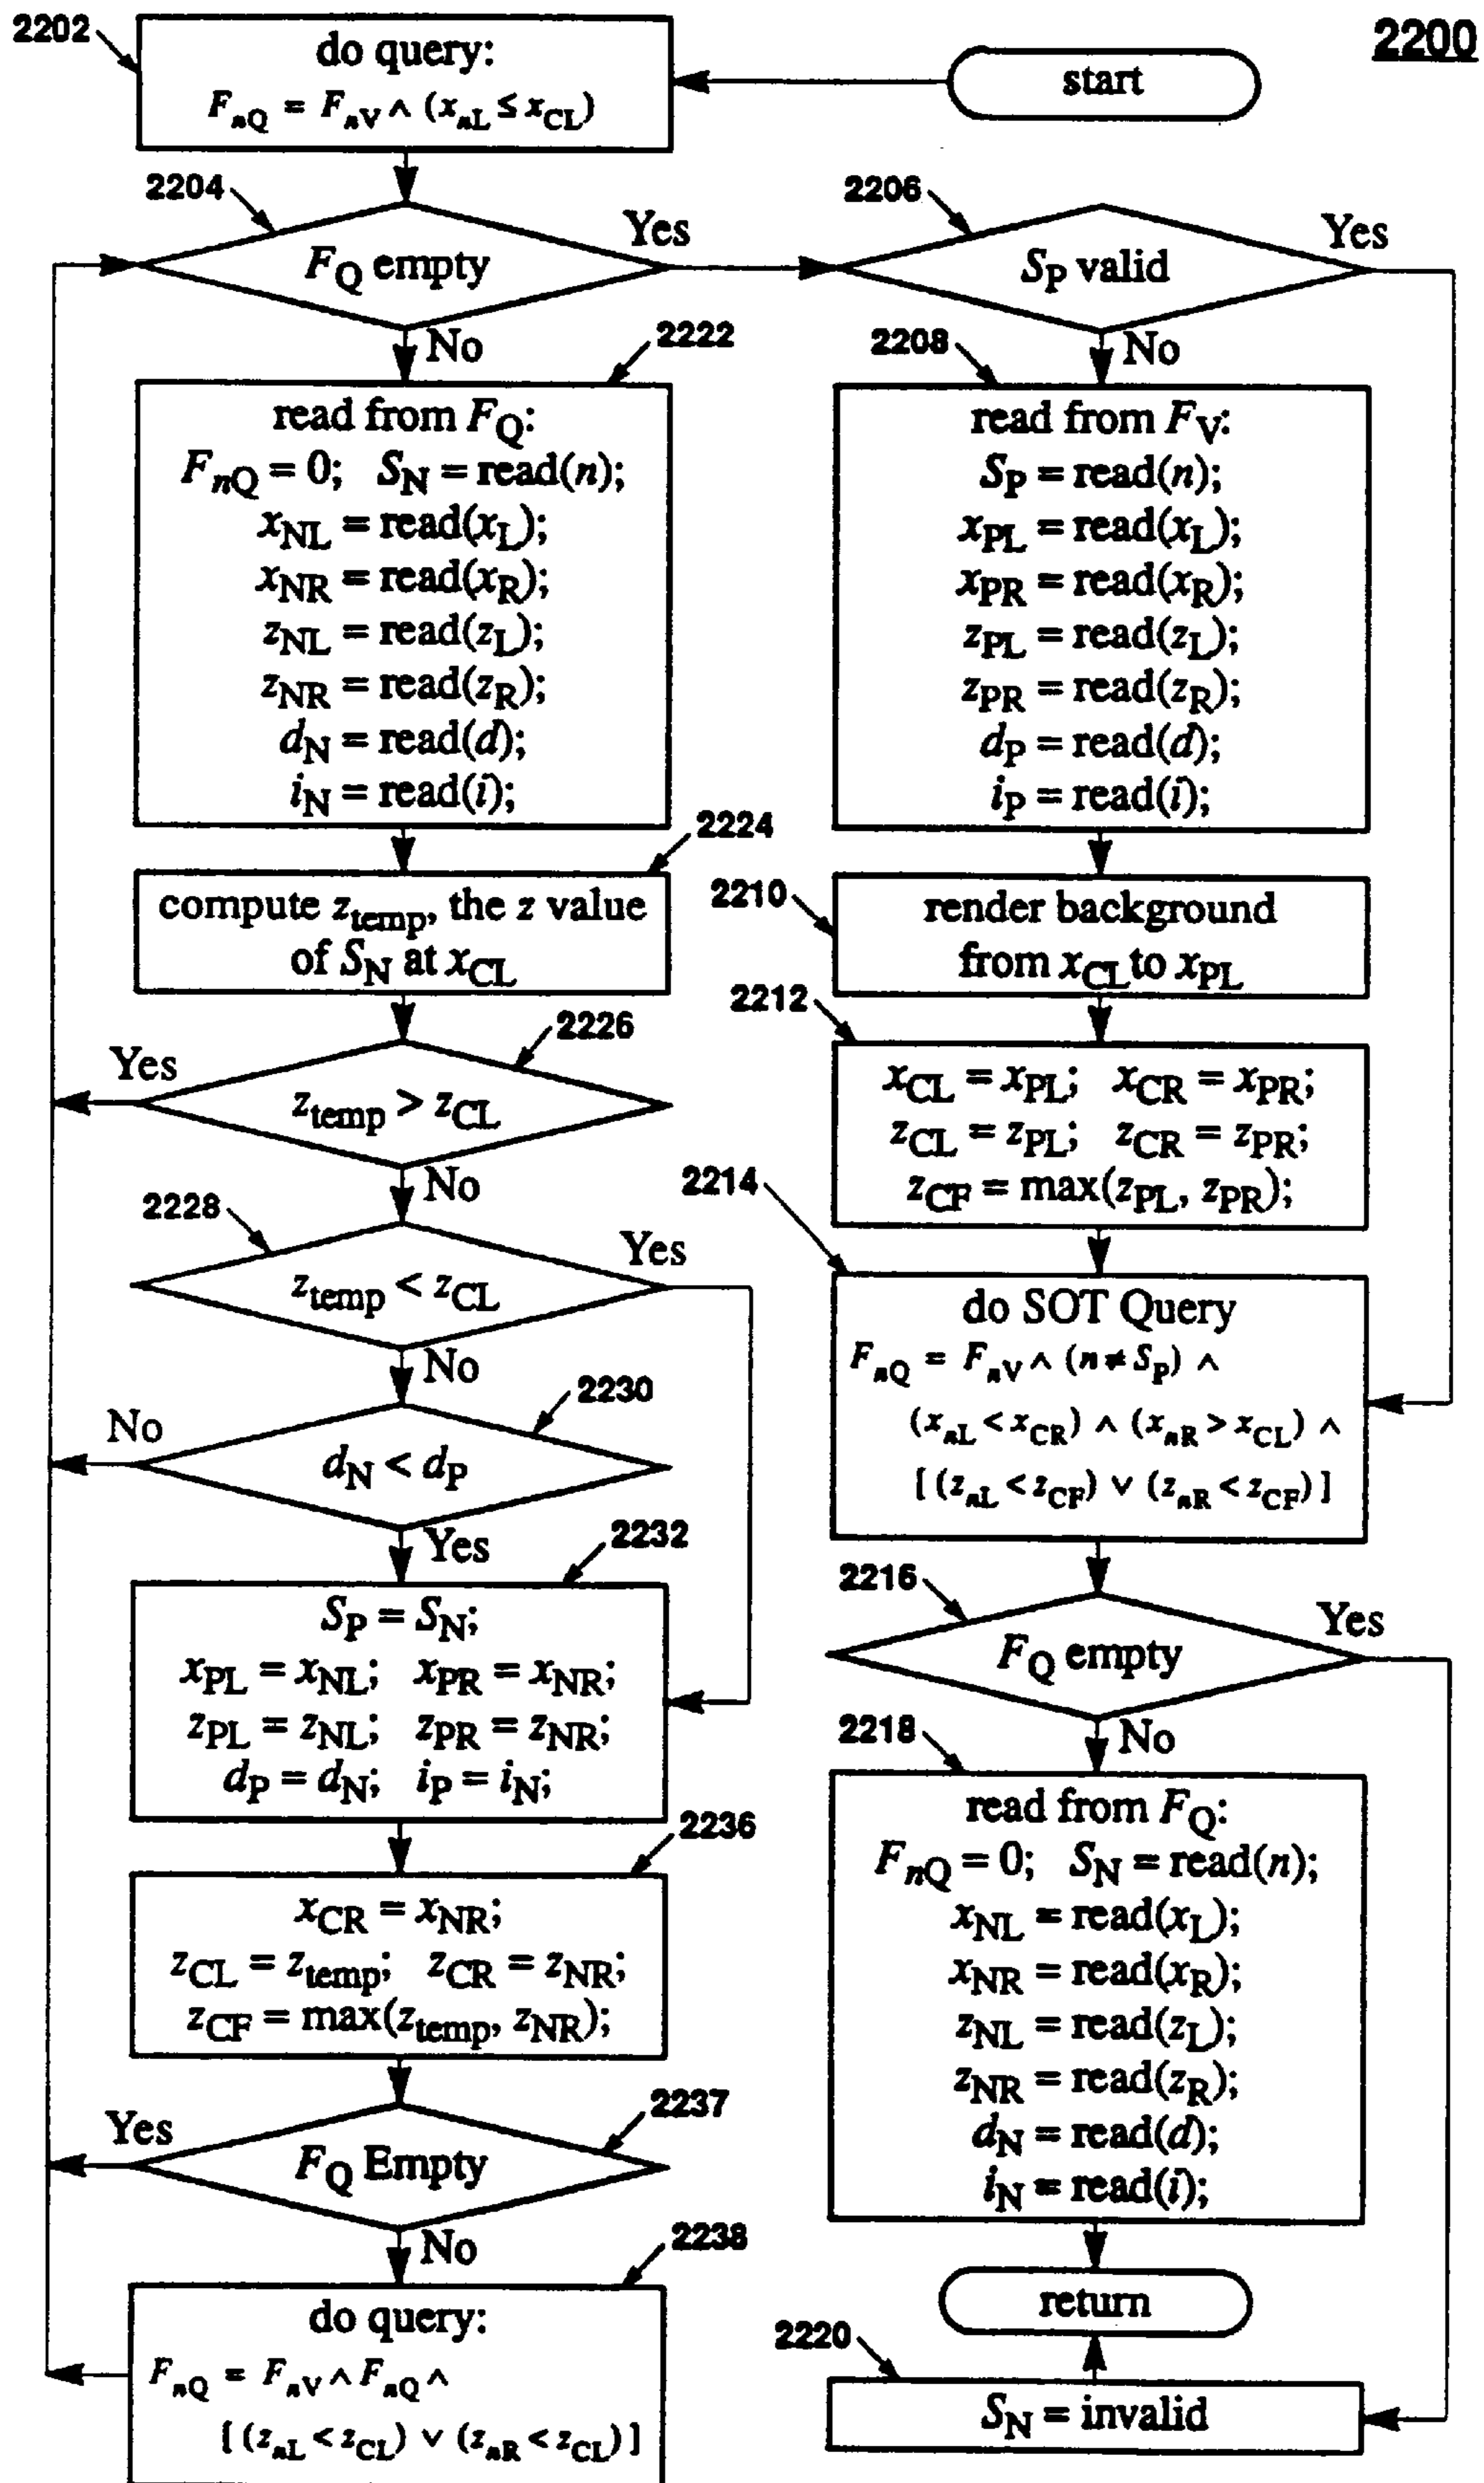 2200
start
2202
do query:
F_nQ = F_nV ∧ (x_nL ≤ x_CL)
2204
F_Q empty
Yes
No
2206
S_P valid
Yes
No
2222
read from F_Q:
F_nQ = 0; S_N = read(n);
x_NL = read(x_L);
x_NR = read(x_R);
z_NL = read(z_L);
z_NR = read(z_R);
d_N = read(d);
i_N = read(i);
2224
compute z_temp, the z value
of S_N at x_CL
2226
Yes
z_temp > z_CL
No
2228
Yes
z_temp < z_CL
No
2230
No
d_N < d_P
Yes
2232
S_P = S_N;
x_PL = x_NL; x_PR = x_NR;
z_PL = z_NL; z_PR = z_NR;
d_P = d_N; i_P = i_N;
2236
x_CR = x_NR;
z_CL = z_temp; z_CR = z_NR;
z_CF = max(z_temp, z_NR);
2237
Yes
F_Q Empty
No
2238
do query:
F_nQ = F_nV ∧ F_nQ ∧
[(z_nL < z_CL) ∨ (z_nR < z_CL)]
2208
read from F_V:
S_P = read(n);
x_PL = read(x_L);
x_PR = read(x_R);
z_PL = read(z_L);
z_PR = read(z_R);
d_P = read(d);
i_P = read(i);
2210
render background
from x_CL to x_PL
2212
x_CL = x_PL; x_CR = x_PR;
z_CL = z_PL; z_CR = z_PR;
z_CF = max(z_PL, z_PR);
2214
do SOT Query
F_nQ = F_nV ∧ (n ≠ S_P) ∧
(x_nL < x_CR) ∧ (x_nR > x_CL) ∧
[(z_nL < z_CF) ∨ (z_nR < z_CF)]
2216
Yes
F_Q empty
No
2218
read from F_Q:
F_nQ = 0; S_N = read(n);
x_NL = read(x_L);
x_NR = read(x_R);
z_NL = read(z_L);
z_NR = read(z_R);
d_N = read(d);
i_N = read(i);
return
2220
S_N = invalid